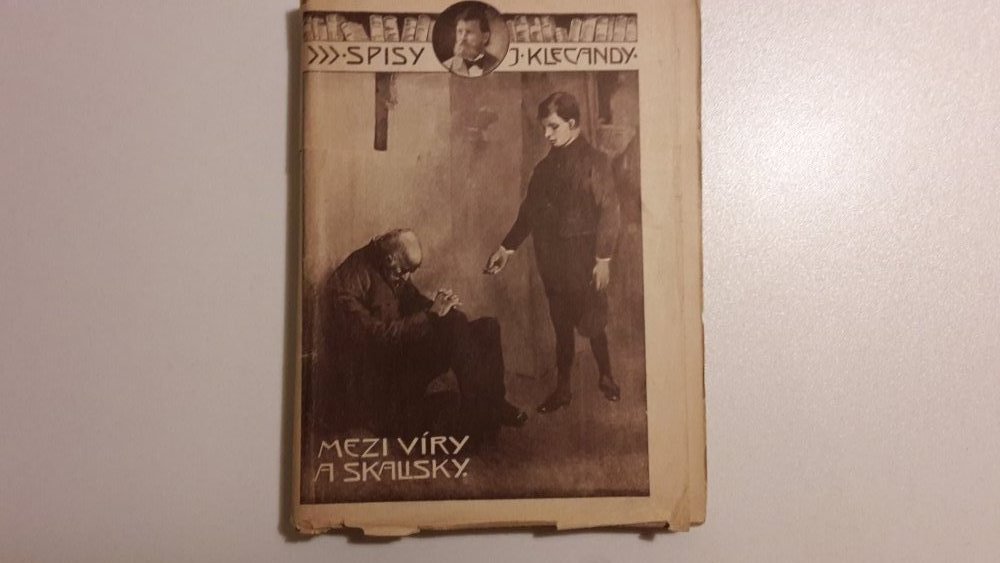 ·SPISY J·KLECANDY·
MEZI VÍRY
A SKALISKY.